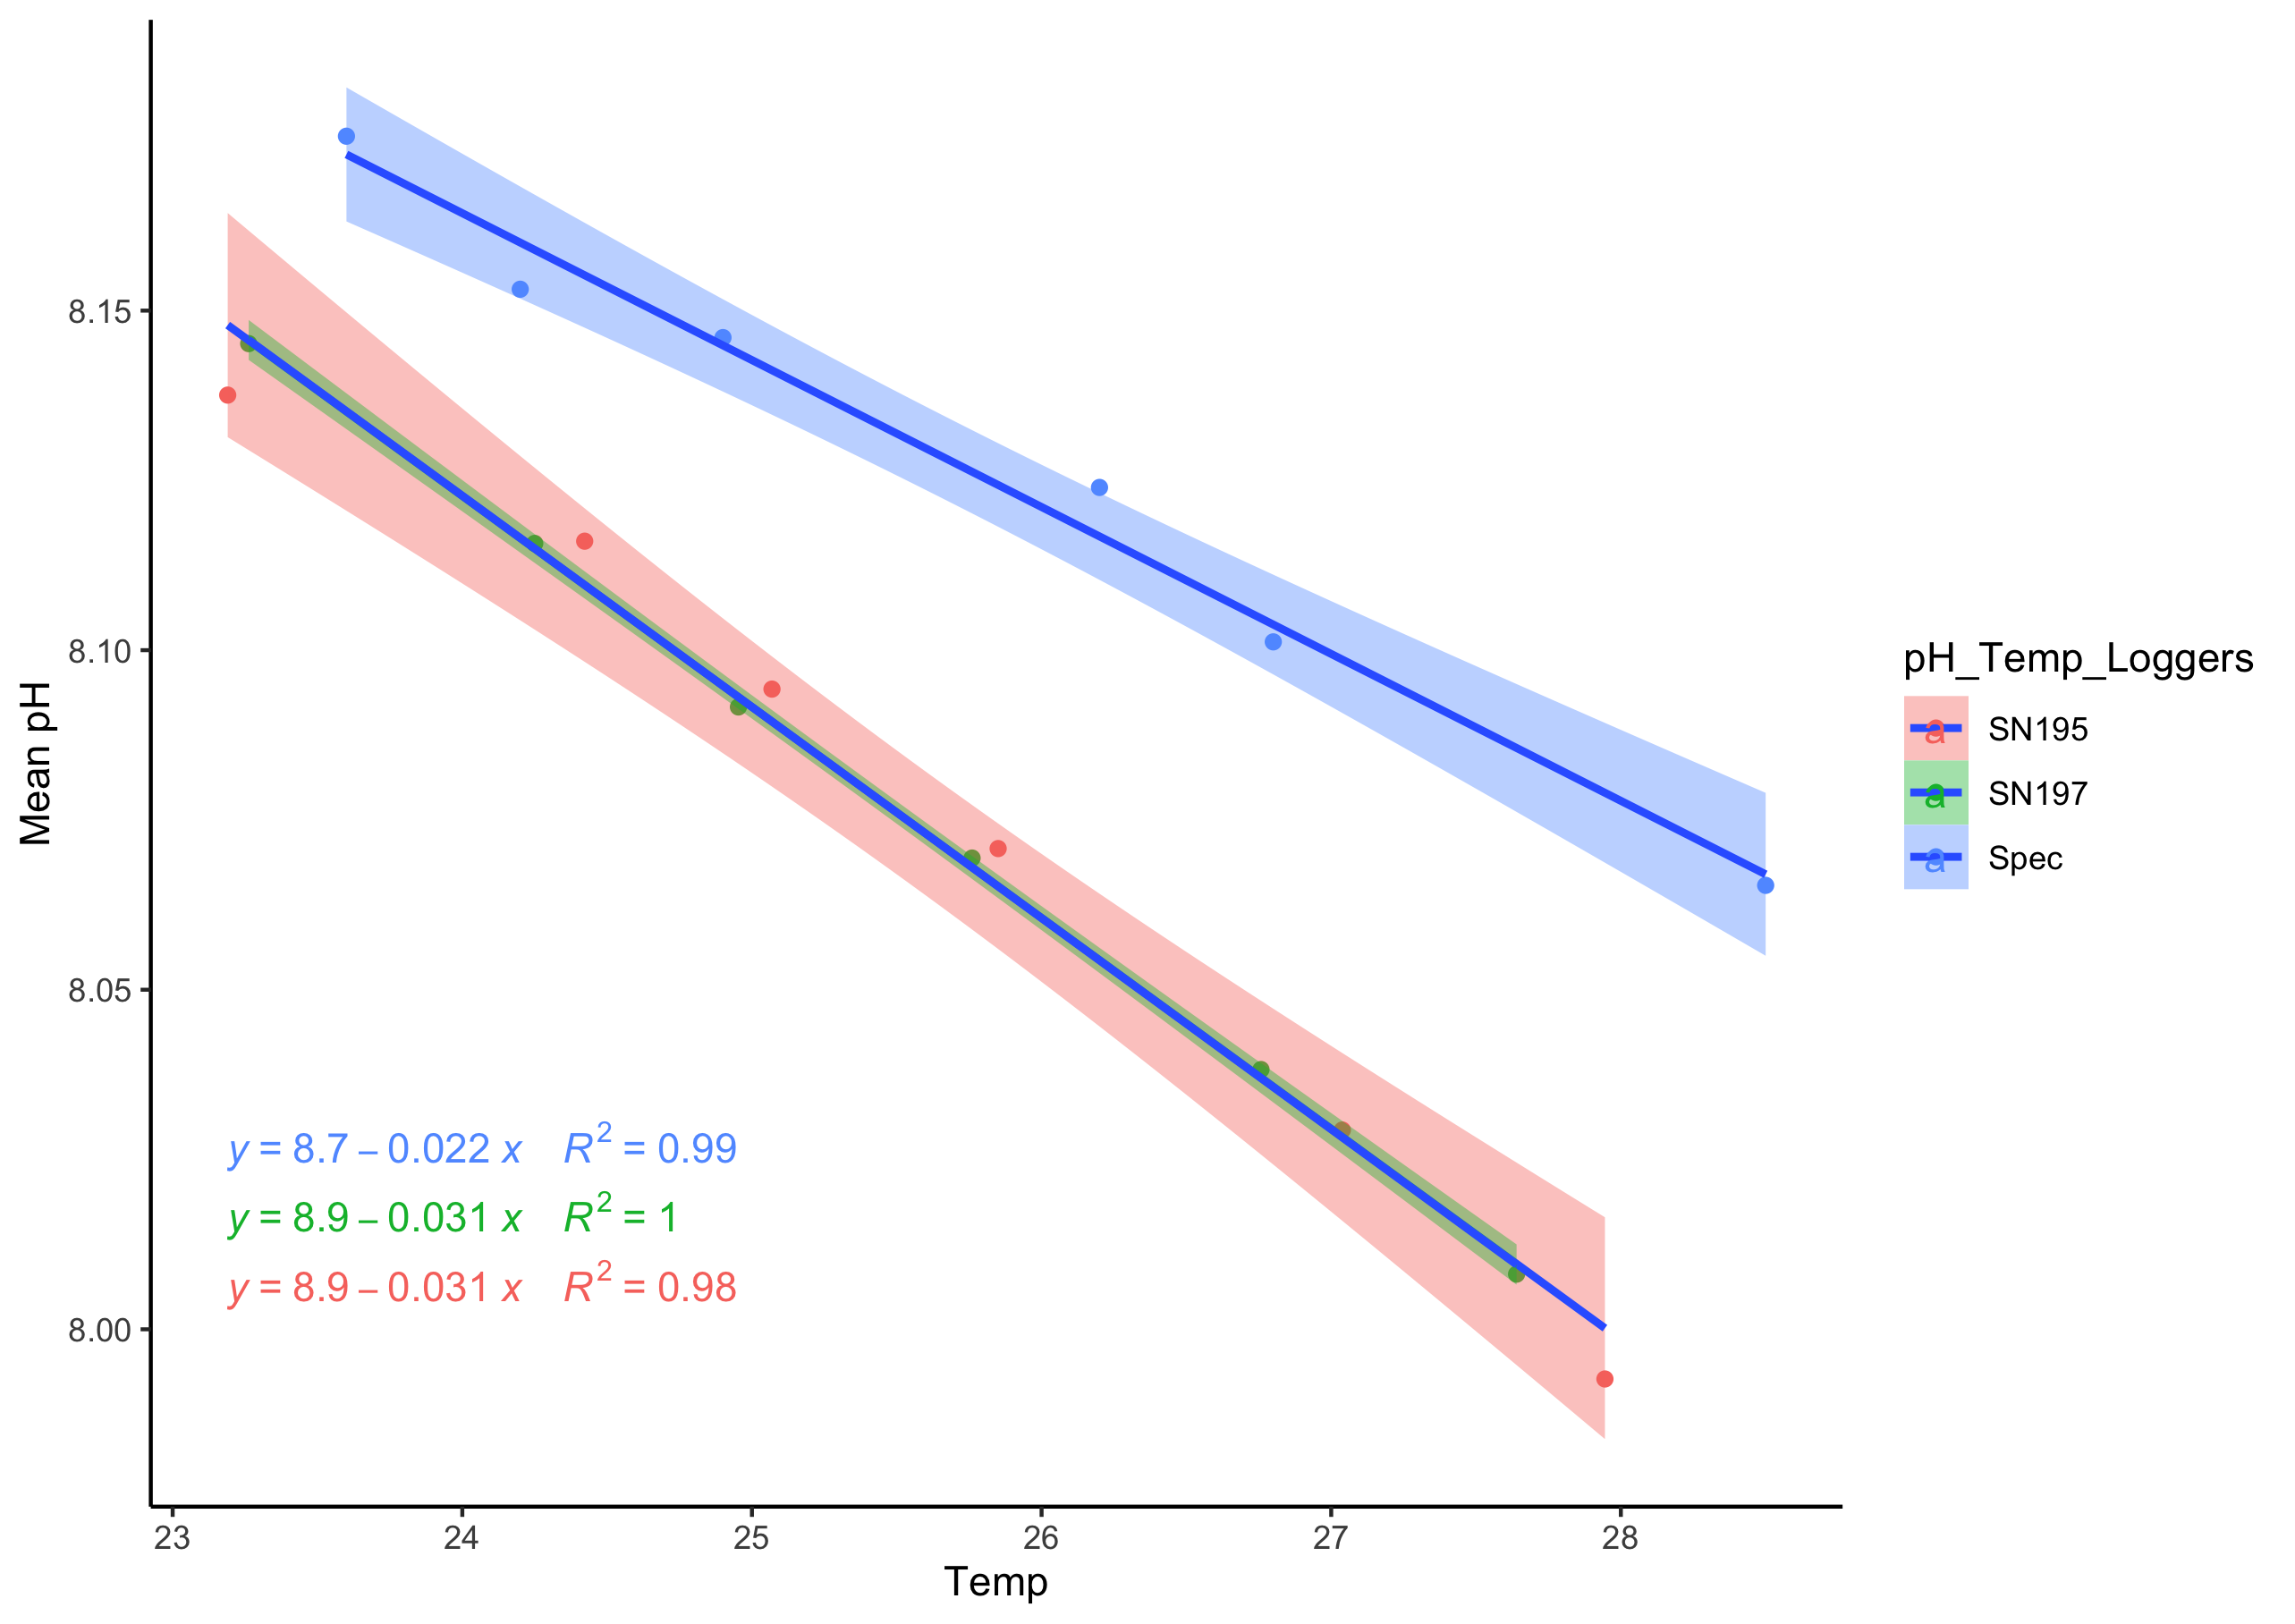 8.15
8.10
8.05
8.00
Mean pH
y = 8.7 – 0.022 x R² = 0.99
y = 8.9 – 0.031 x R² = 1
y = 8.9 – 0.031 x R² = 0.98
23 24 25 26 27 28
Temp
pH_Temp_Loggers
a SN195
a SN197
a Spec